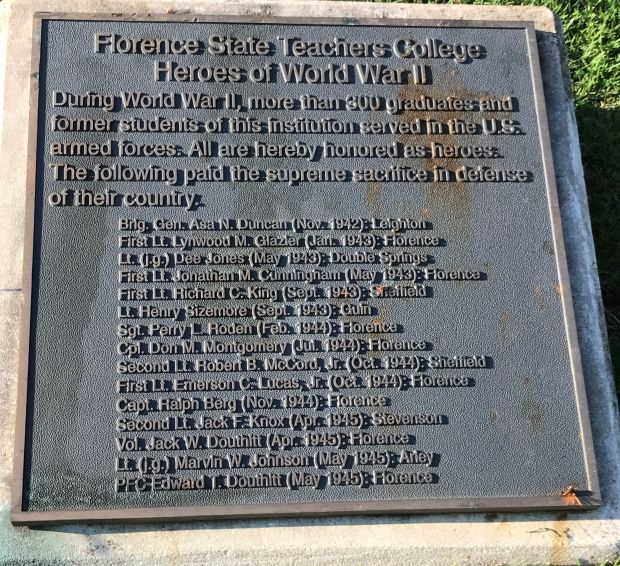 Florence State Teachers College
Heroes of World War II
During World War II, more than 300 graduates and
former students of this institution served in the U.S.
armed forces. All are hereby honored as heroes.
The following paid the supreme sacrifice in defense
of their country.
Brig. Gen. Asa N. Duncan (Nov. 1942): Leighton
First Lt. Lynwood M. Glazier (Jan. 1943): Florence
Lt. (j.g.) Dee Jones (May 1943): Double Springs
First Lt. Jonathan M. Cunningham (May 1943): Florence
First Lt. Richard C. King (Sept. 1943): Sheffield
Lt. Henry Sizemore (Sept. 1943): Guin
Sgt. Perry L. Roden (Feb. 1944): Florence
Cpl. Don M. Montgomery (Jul. 1944): Florence
Second Lt. Robert B. McCord, Jr. (Oct. 1944): Sheffield
First Lt. Emerson C. Lucas, Jr. (Oct. 1944): Florence
Capt. Ralph Berg (Nov. 1944): Florence
Second Lt. Jack F. Knox (Apr. 1945): Stevenson
Vol. Jack W. Douthitt (Apr. 1945): Florence
Lt. (j.g.) Marvin W. Johnson (May 1945): Arley
PFC Edward T. Douthitt (May 1945): Florence